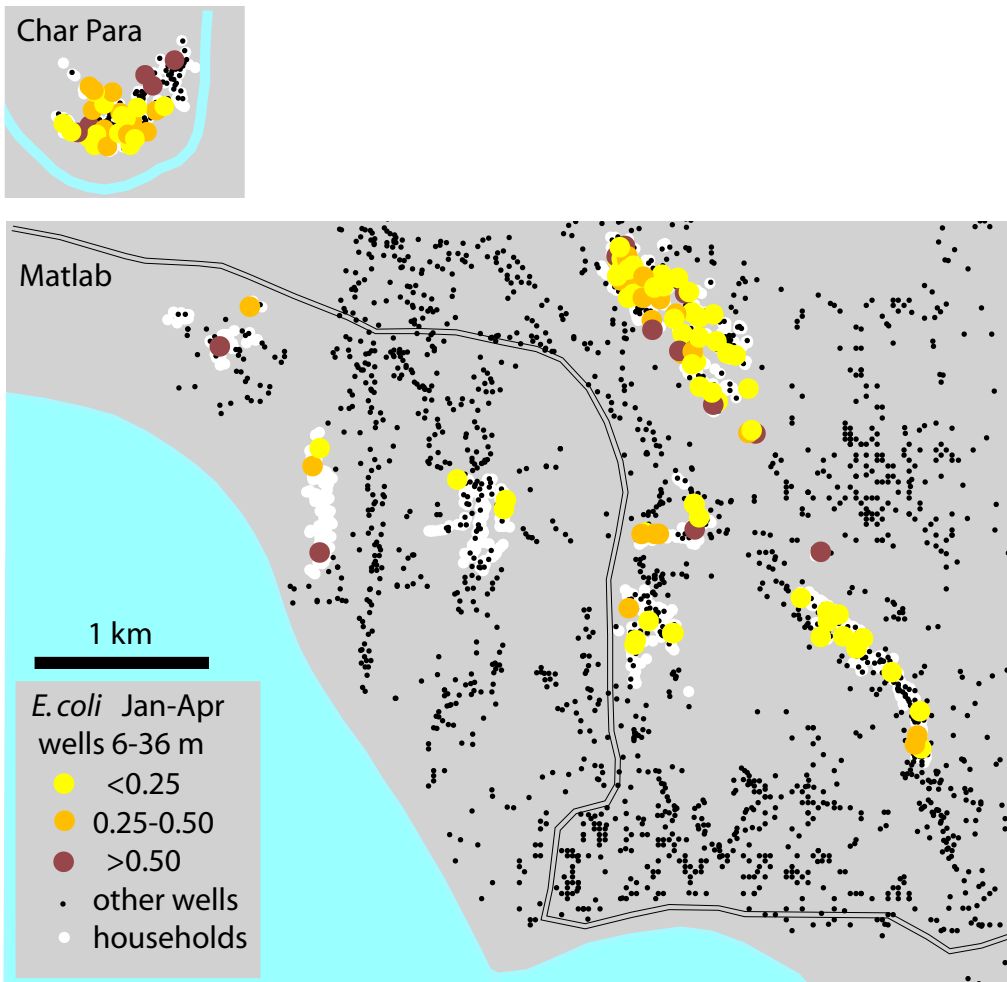 Char Para
Matlab
1 km
E.coli Jan-Apr
wells 6-36 m
<0.25
0.25-0.50
>0.50
other wells
households